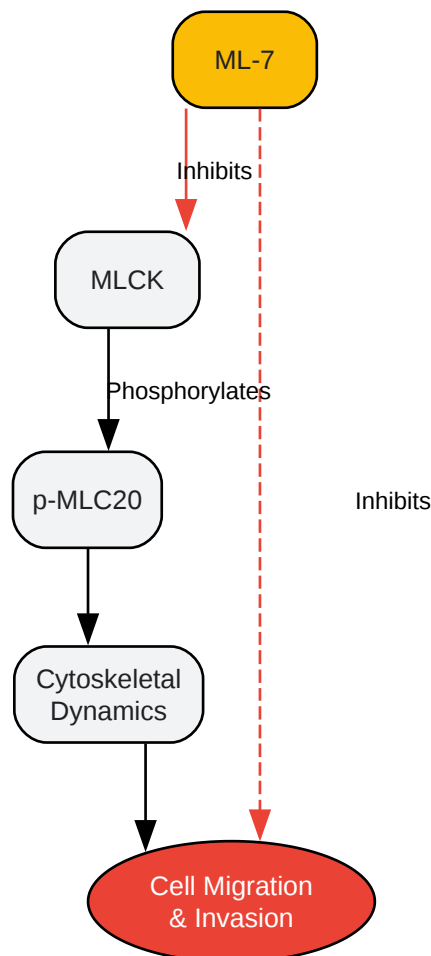 ML-7
Inhibits
MLCK
Phosphorylates
p-MLC20
Inhibits
Cytoskeletal
Dynamics
Cell Migration
& Invasion